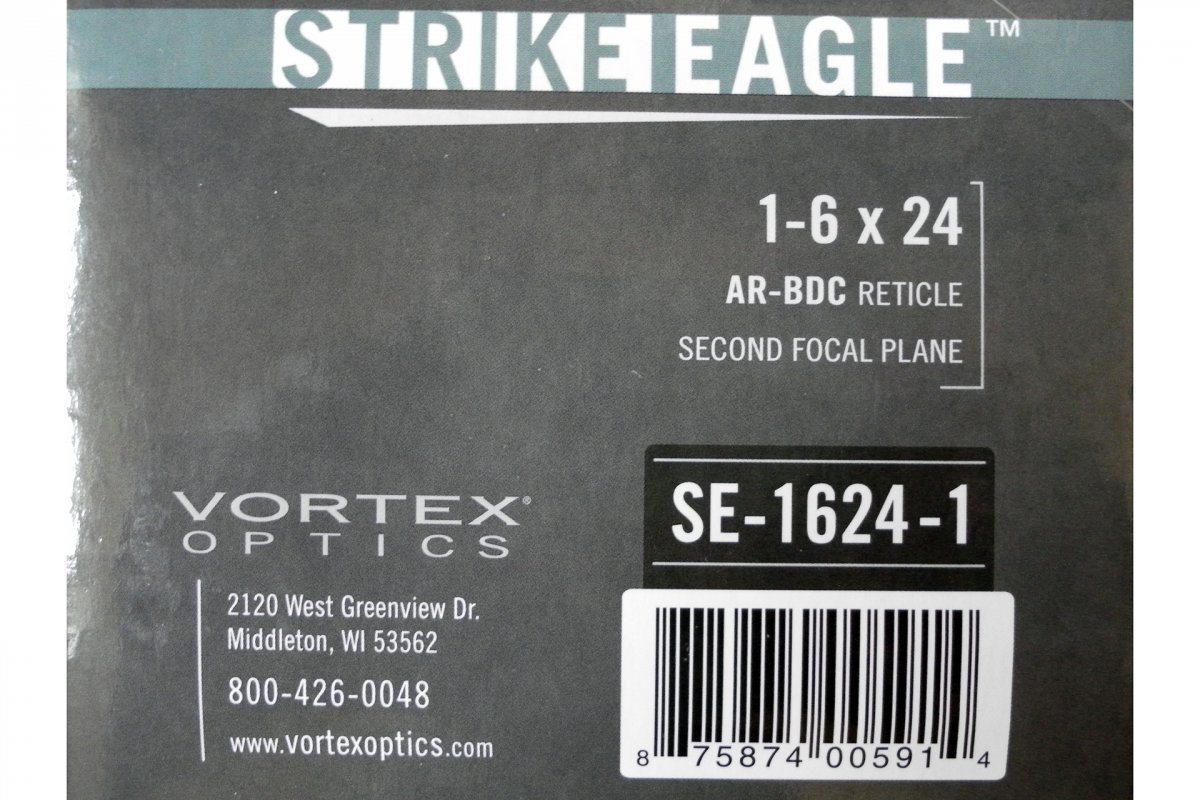 STRIKE EAGLE™
1-6 x 24
AR-BDC RETICLE
SECOND FOCAL PLANE
SE-1624-1
VORTEX®
OPTICS
2120 West Greenview Dr.
Middleton, WI 53562
800-426-0048
www.vortexoptics.com
8 75874 00591 4